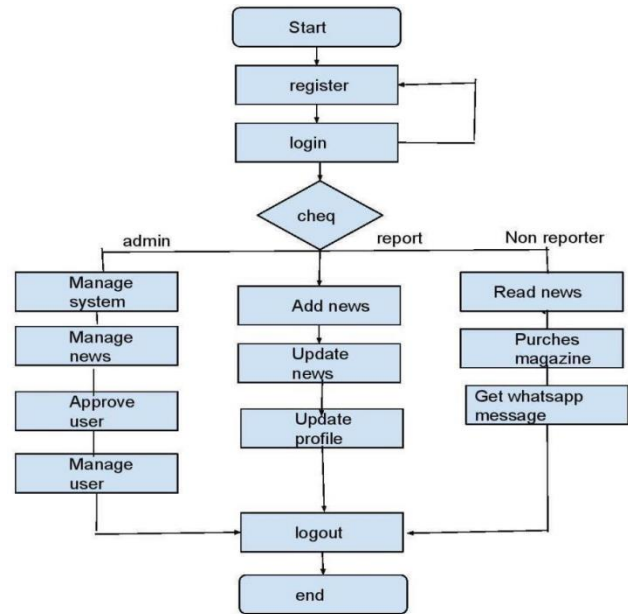 Start
register
login
cheq
admin
report
Non reporter
Manage
system
Add news
Read news
Manage
news
Update
news
Purches
magazine
Approve
user
Update
profile
Get whatsapp
message
Manage
user
logout
end